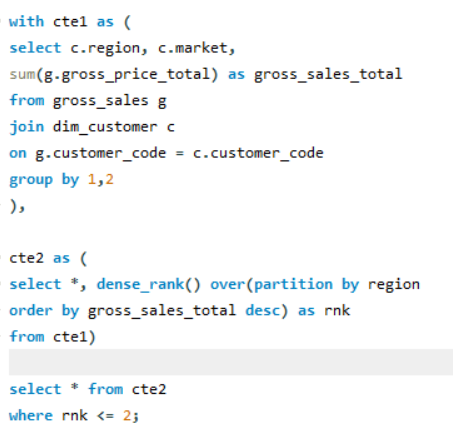 with cte1 as (
select c.region, c.market,
sum(g.gross_price_total) as gross_sales_total
from gross_sales g
join dim_customer c
on g.customer_code = c.customer_code
group by 1,2
),
cte2 as (
select *, dense_rank() over(partition by region
order by gross_sales_total desc) as rnk
from cte1)
select * from cte2
where rnk <= 2;